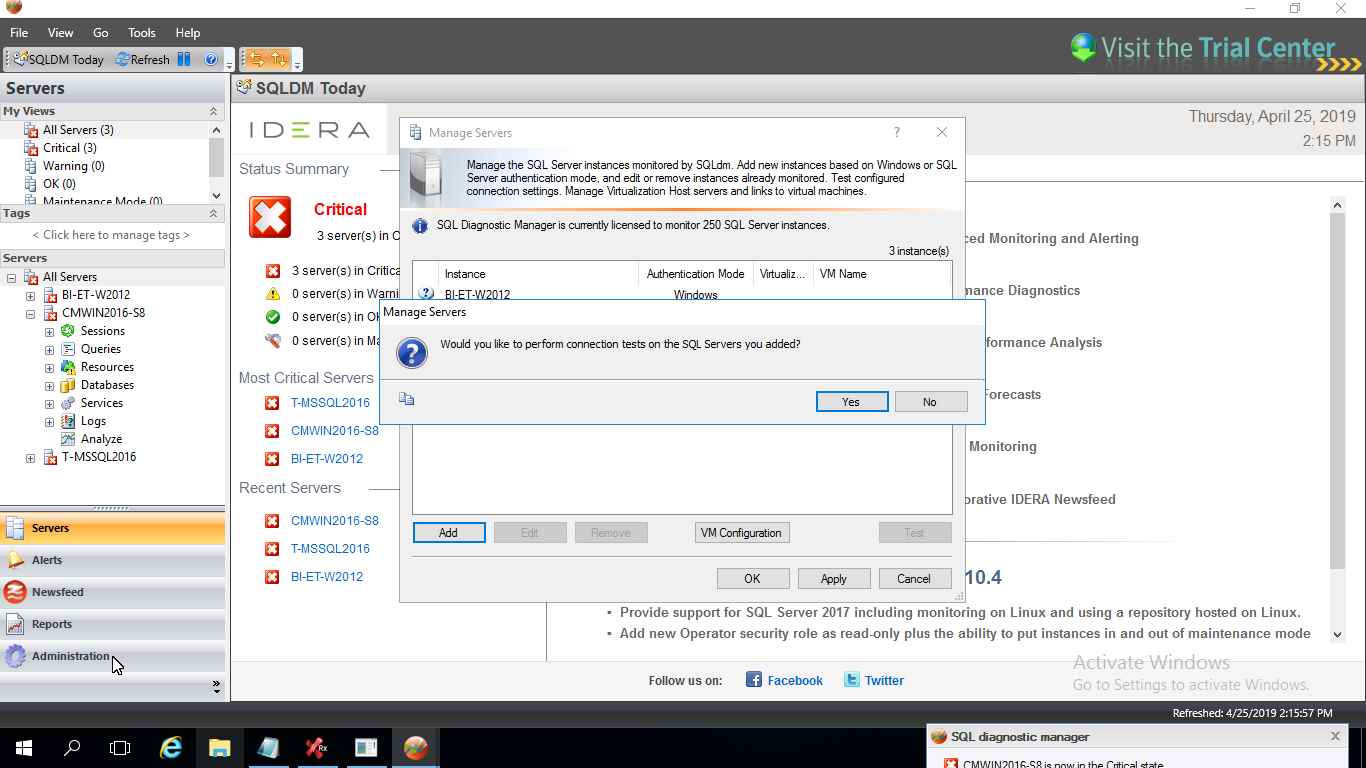 File View Go Tools Help
SQLDM Today Refresh
Visit the Trial Center
Servers
My Views
All Servers (3)
Critical (3)
Warning (0)
OK (0)
Maintenance Mode (0)
Tags
< Click here to manage tags >
Servers
All Servers
BI-ET-W2012
CMWIN2016-S8
Sessions
Queries
Resources
Databases
Services
Logs
Analyze
T-MSSQL2016
Servers
Alerts
Newsfeed
Reports
Administration
SQLDM Today
IDERA
Thursday, April 25, 2019
2:15 PM
Status Summary
Critical
3 server(s) in C
3 server(s) in Critica
0 server(s) in Warni
0 server(s) in OK
0 server(s) in Ma
Most Critical Servers
T-MSSQL2016
CMWIN2016-S8
BI-ET-W2012
Recent Servers
CMWIN2016-S8
T-MSSQL2016
BI-ET-W2012
Manage Servers
Manage the SQL Server instances monitored by SQLdm. Add new instances based on Windows or SQL
Server authentication mode, and edit or remove instances already monitored. Test configured
connection settings. Manage Virtualization Host servers and links to virtual machines.
SQL Diagnostic Manager is currently licensed to monitor 250 SQL Server instances.
3 instance(s)
Instance Authentication Mode Virtualiz... VM Name
BI-ET-W2012 Windows
Manage Servers
Would you like to perform connection tests on the SQL Servers you added?
Yes No
Add Edit Remove VM Configuration Test
OK Apply Cancel
ced Monitoring and Alerting
mance Diagnostics
formance Analysis
Forecasts
Monitoring
orative IDERA Newsfeed
10.4
• Provide support for SQL Server 2017 including monitoring on Linux and using a repository hosted on Linux.
• Add new Operator security role as read-only plus the ability to put instances in and out of maintenance mode
Follow us on: Facebook Twitter
Activate Windows
Go to Settings to activate Windows.
Refreshed: 4/25/2019 2:15:57 PM
SQL diagnostic manager
CMWIN2016-S8 is now in the Critical state